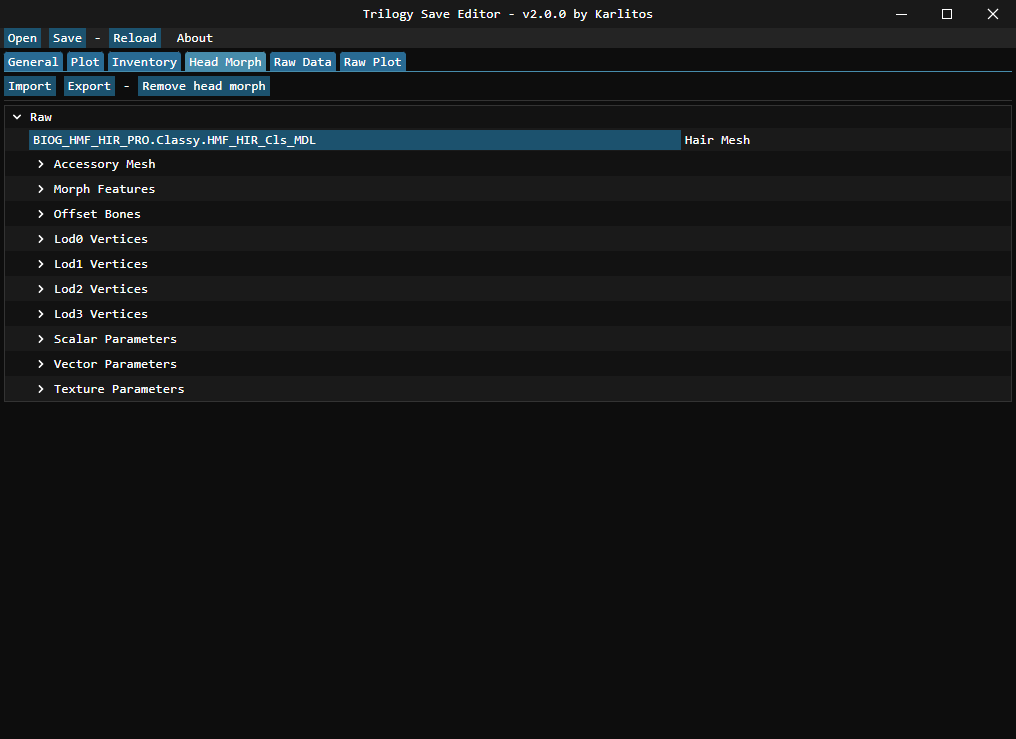 Trilogy Save Editor - v2.0.0 by Karlitos
Open Save - Reload About
General Plot Inventory Head Morph Raw Data Raw Plot
Import Export - Remove head morph
Raw
BIOG_HMF_HIR_PRO.Classy.HMF_HIR_Cls_MDL Hair Mesh
Accessory Mesh
Morph Features
Offset Bones
Lod0 Vertices
Lod1 Vertices
Lod2 Vertices
Lod3 Vertices
Scalar Parameters
Vector Parameters
Texture Parameters